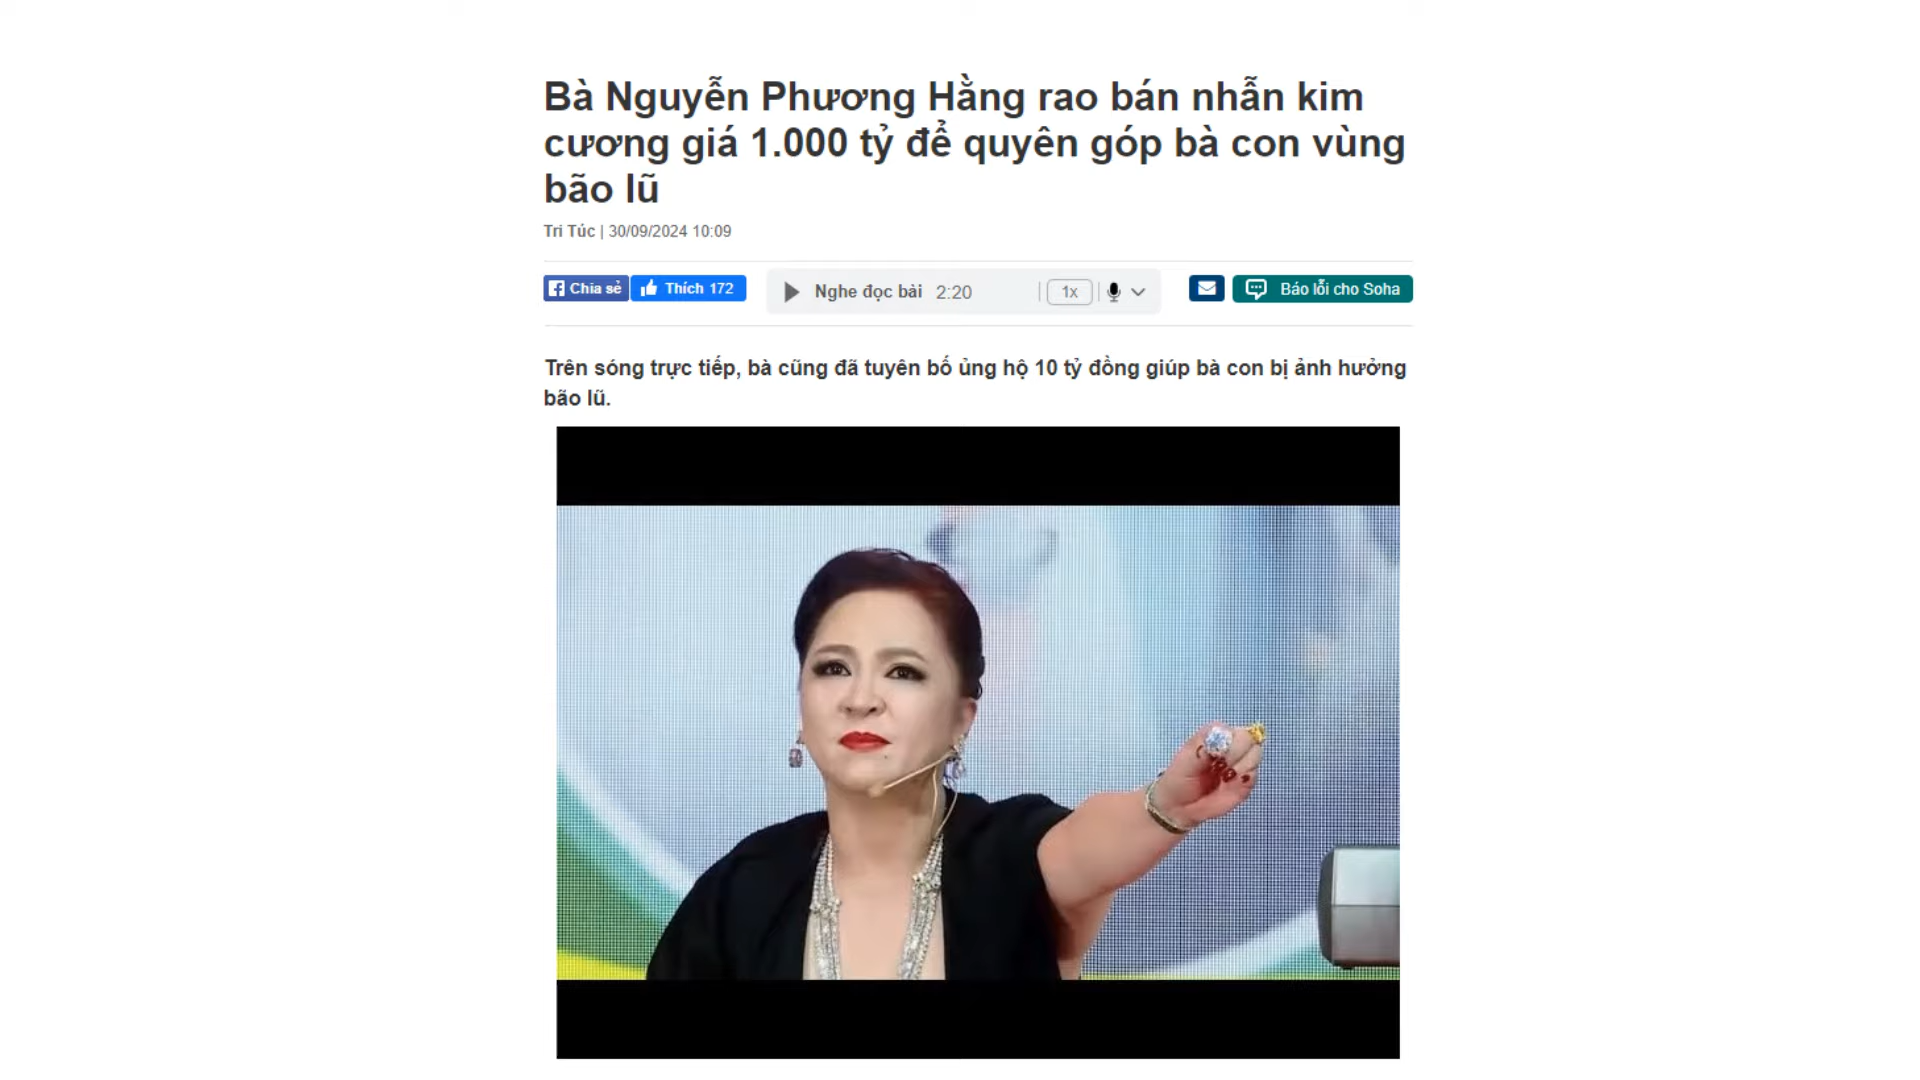 Bà Nguyễn Phương Hằng rao bán nhẫn kim
cương giá 1.000 tỷ để quyên góp bà con vùng
bão lũ
Trí Túc | 30/09/2024 10:09
Chia sẻ
Thích 172
Nghe đọc bài 2:20
1x
Báo lỗi cho Soha
Trên sóng trực tiếp, bà cũng đã tuyên bố ủng hộ 10 tỷ đồng giúp bà con bị ảnh hưởng
bão lũ.